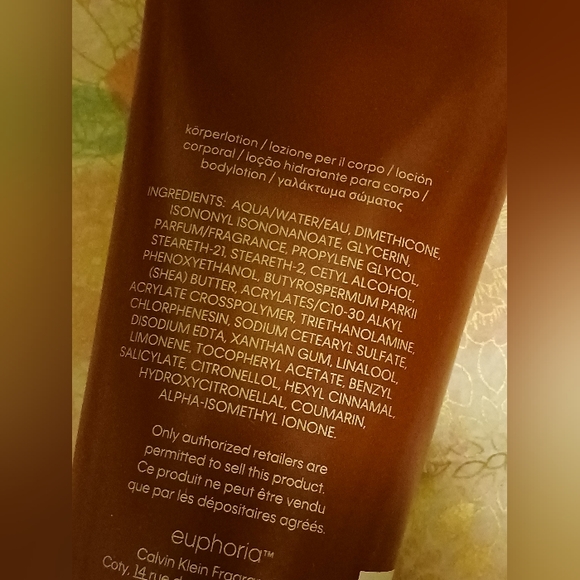 körperlotion / lozione per il corpo / loción
corporal / loção hidratante para corpo /
bodylotion / γαλάκτωμα σώματος
INGREDIENTS: AQUA/WATER/EAU, DIMETHICONE,
ISONONYL ISONONANOATE, GLYCERIN,
PARFUM/FRAGRANCE, PROPYLENE GLYCOL,
STEARETH-21, STEARETH-2, CETYL ALCOHOL,
PHENOXYETHANOL, BUTYROSPERMUM PARKII
(SHEA) BUTTER, ACRYLATES/C10-30 ALKYL
ACRYLATE CROSSPOLYMER, TRIETHANOLAMINE,
CHLORPHENESIN, SODIUM CETEARYL SULFATE,
DISODIUM EDTA, XANTHAN GUM, LINALOOL,
LIMONENE, TOCOPHERYL ACETATE, BENZYL
SALICYLATE, CITRONELLOL, HEXYL CINNAMAL,
HYDROXYCITRONELLAL, COUMARIN,
ALPHA-ISOMETHYL IONONE.
Only authorized retailers are
permitted to sell this product.
Ce produit ne peut être vendu
que par lés dépositaires agréés.
euphoria™
Calvin Klein
Coty, 14 rue